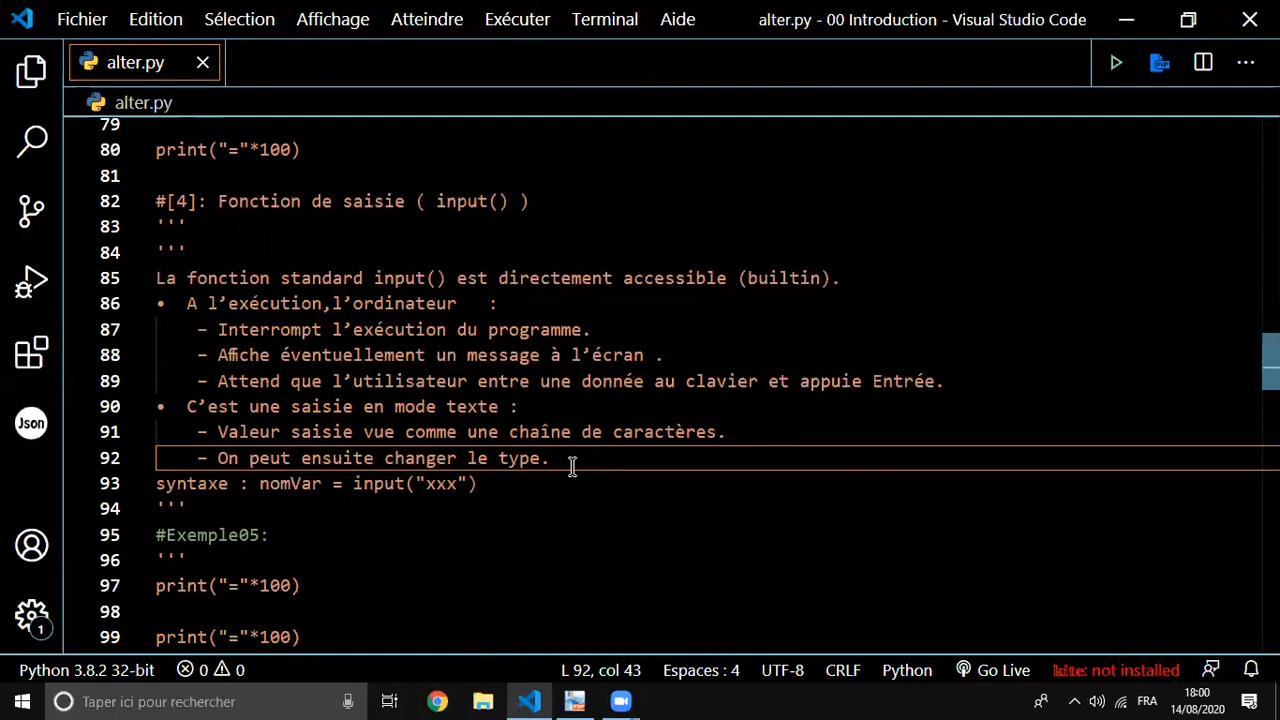 Fichier Edition Sélection Affichage Atteindre Exécuter Terminal Aide alter.py - 00 Introduction - Visual Studio Code
alter.py
alter.py
79
80 print("="*100)
81
82 #[4]: Fonction de saisie ( input() )
83 '''
84 '''
85 La fonction standard input() est directement accessible (builtin).
86 • A l’exécution,l’ordinateur :
87 – Interrompt l’exécution du programme.
88 – Affiche éventuellement un message à l’écran .
89 – Attend que l’utilisateur entre une donnée au clavier et appuie Entrée.
90 • C’est une saisie en mode texte :
91 – Valeur saisie vue comme une chaîne de caractères.
92 – On peut ensuite changer le type.
93 syntaxe : nomVar = input("xxx")
94 '''
95 #Exemple05:
96 '''
97 print("="*100)
98
99 print("="*100)
Json
1
Python 3.8.2 32-bit 0 0 L 92, col 43 Espaces : 4 UTF-8 CRLF Python Go Live kite: not installed
Taper ici pour rechercher FRA 18:00
14/08/2020